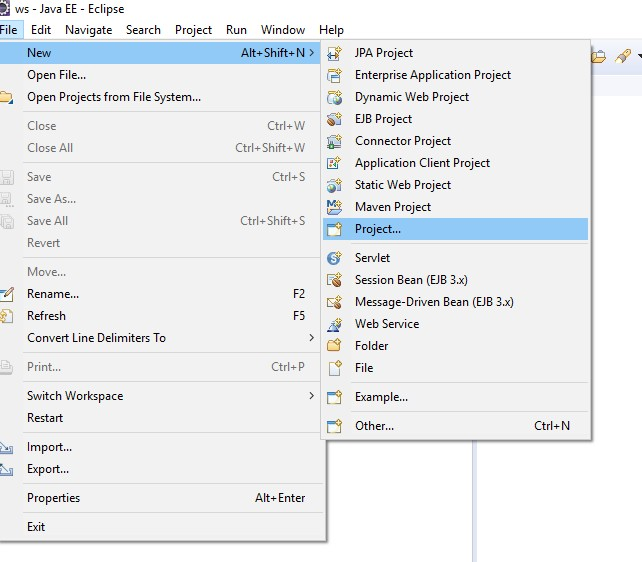 ws - Java EE - Eclipse
File Edit Navigate Search Project Run Window Help
New Alt+Shift+N
Open File...
Open Projects from File System...
Close Ctrl+W
Close All Ctrl+Shift+W
Save Ctrl+S
Save As...
Save All Ctrl+Shift+S
Revert
Move...
Rename... F2
Refresh F5
Convert Line Delimiters To
Print... Ctrl+P
Switch Workspace
Restart
Import...
Export...
Properties Alt+Enter
Exit
JPA Project
Enterprise Application Project
Dynamic Web Project
EJB Project
Connector Project
Application Client Project
Static Web Project
Maven Project
Project...
Servlet
Session Bean (EJB 3.x)
Message-Driven Bean (EJB 3.x)
Web Service
Folder
File
Example...
Other... Ctrl+N